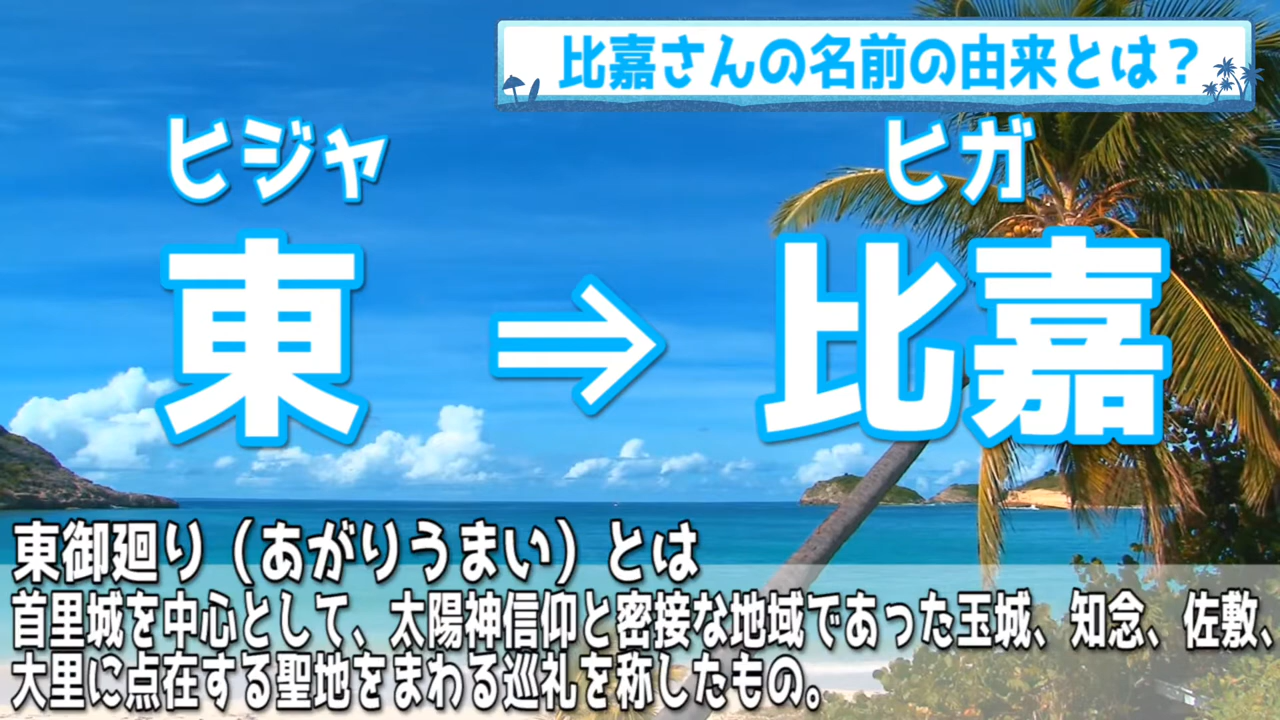 比嘉さんの名前の由来とは？
ヒジャ
ヒガ
東 ⇒ 比嘉
東御廻り（あがりうまい）とは
首里城を中心として、太陽神信仰と密接な地域であった玉城、知念、佐敷、
大里に点在する聖地をまわる巡礼を称したもの。